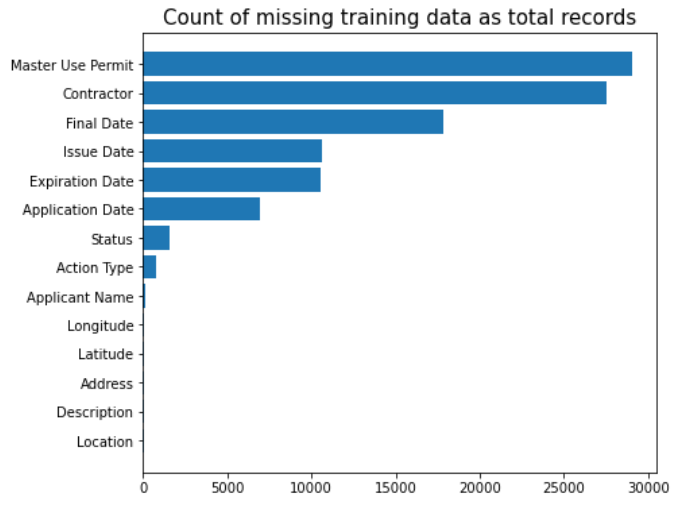 Count of missing training data as total records
Master Use Permit
Contractor
Final Date
Issue Date
Expiration Date
Application Date
Status
Action Type
Applicant Name
Longitude
Latitude
Address
Description
Location
0 5000 10000 15000 20000 25000 30000